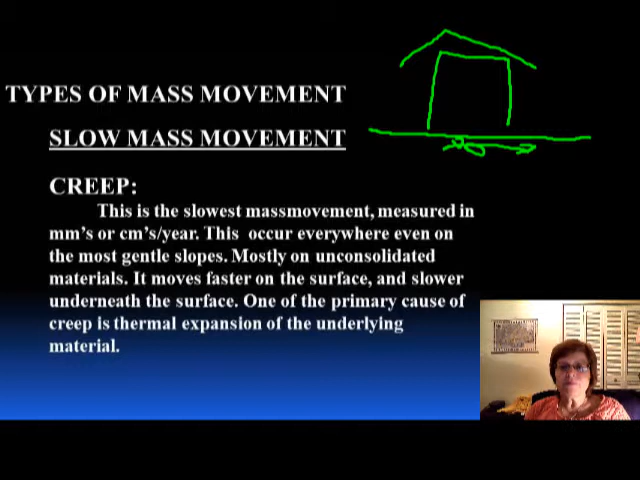 TYPES OF MASS MOVEMENT
SLOW MASS MOVEMENT
CREEP:
This is the slowest massmovement, measured in
mm's or cm's/year. This occur everywhere even on
the most gentle slopes. Mostly on unconsolidated
materials. It moves faster on the surface, and slower
underneath the surface. One of the primary cause of
creep is thermal expansion of the underlying
material.